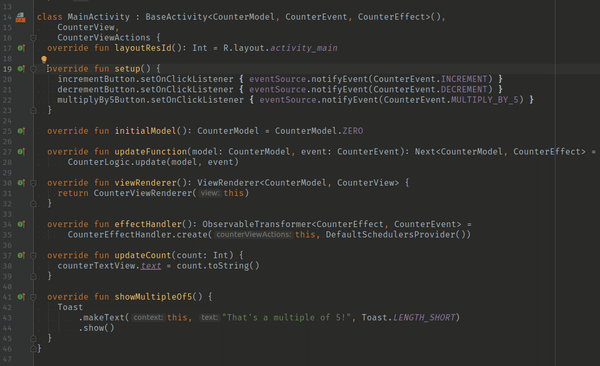 13
14 class MainActivity : BaseActivity<CounterModel, CounterEvent, CounterEffect>(),
15 CounterView,
16 CounterViewActions {
17 override fun layoutResId(): Int = R.layout.activity_main
18
19 override fun setup() {
20 incrementButton.setOnClickListener { eventSource.notifyEvent(CounterEvent.INCREMENT) }
21 decrementButton.setOnClickListener { eventSource.notifyEvent(CounterEvent.DECREMENT) }
22 multiplyBy5Button.setOnClickListener { eventSource.notifyEvent(CounterEvent.MULTIPLY_BY_5) }
23 }
24
25 override fun initialModel(): CounterModel = CounterModel.ZERO
26
27 override fun updateFunction(model: CounterModel, event: CounterEvent): Next<CounterModel, CounterEffect> =
28 CounterLogic.update(model, event)
29
30 override fun viewRenderer(): ViewRenderer<CounterModel, CounterView> {
31 return CounterViewRenderer( view: this)
32 }
33
34 override fun effectHandler(): ObservableTransformer<CounterEffect, CounterEvent> =
35 CounterEffectHandler.create( counterViewActions: this, DefaultSchedulersProvider())
36
37 override fun updateCount(count: Int) {
38 counterTextView.text = count.toString()
39 }
40
41 override fun showMultipleOf5() {
42 Toast
43 .makeText( context: this, text: "That's a multiple of 5!", Toast.LENGTH_SHORT)
44 .show()
45 }
46 }
47